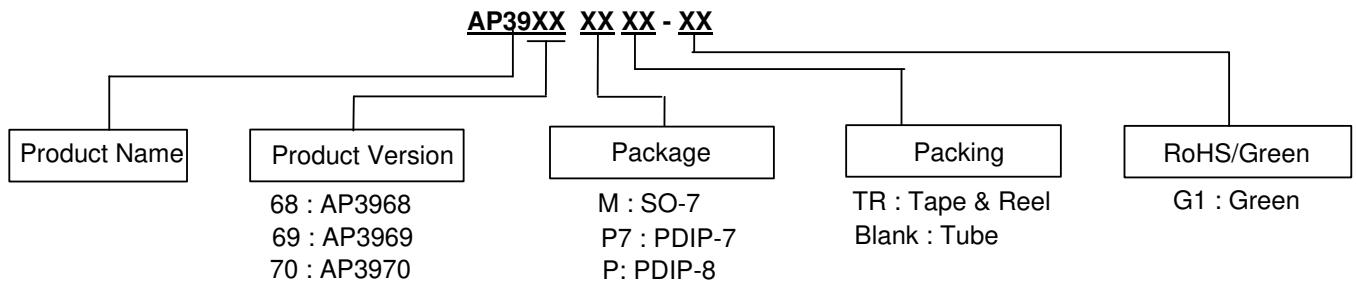 AP39XX XX XX - XX
Product Name Product Version Package Packing RoHS/Green
68 : AP3968 M : SO-7 TR : Tape & Reel G1 : Green
69 : AP3969 P7 : PDIP-7 Blank : Tube
70 : AP3970 P: PDIP-8